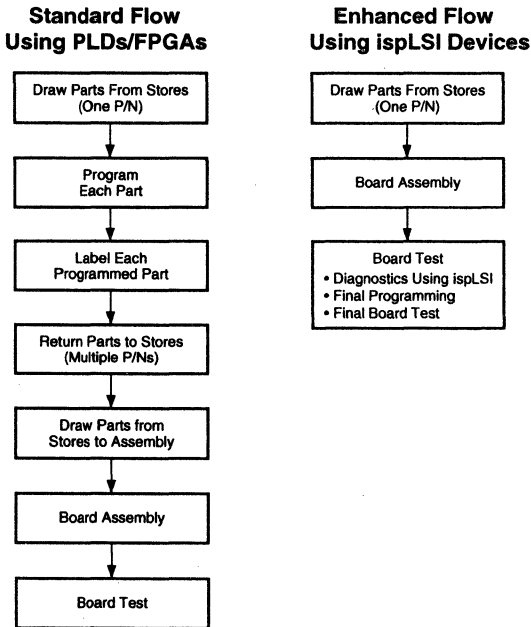 Standard Flow
Using PLDs/FPGAs
Draw Parts From Stores
(One P/N)
Program
Each Part
Label Each
Programmed Part
Return Parts to Stores
(Multiple P/Ns)
Draw Parts from
Stores to Assembly
Board Assembly
Board Test
Enhanced Flow
Using ispLSI Devices
Draw Parts From Stores
(One P/N)
Board Assembly
Board Test
• Diagnostics Using ispLSI
• Final Programming
• Final Board Test